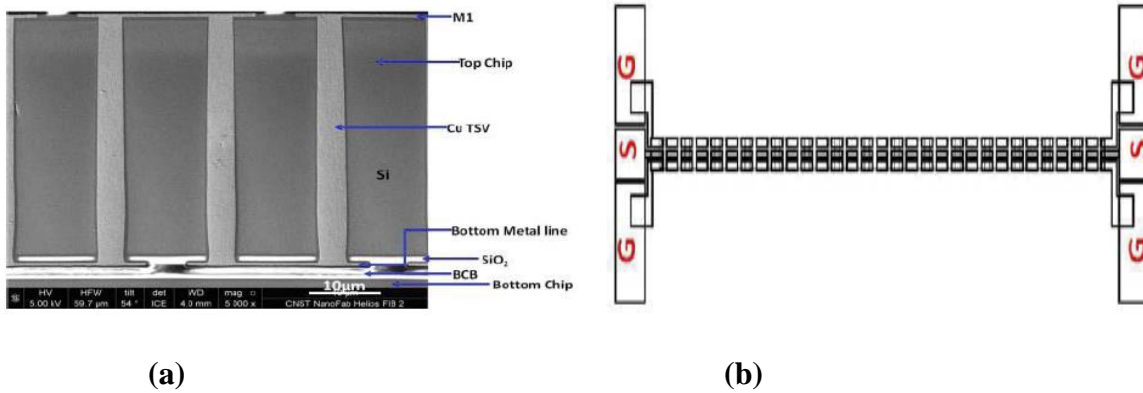 M1
Top Chip
Cu TSV
Si
Bottom Metal line
SiO₂
BCB
Bottom Chip
10μm
HV HFW tilt det WD mag
5.00 kV 59.7 μm 54 ° ICE 4.0 mm 5 000 x CNST NanoFab Helios FIB 2
G G
S S
G G
(a) (b)